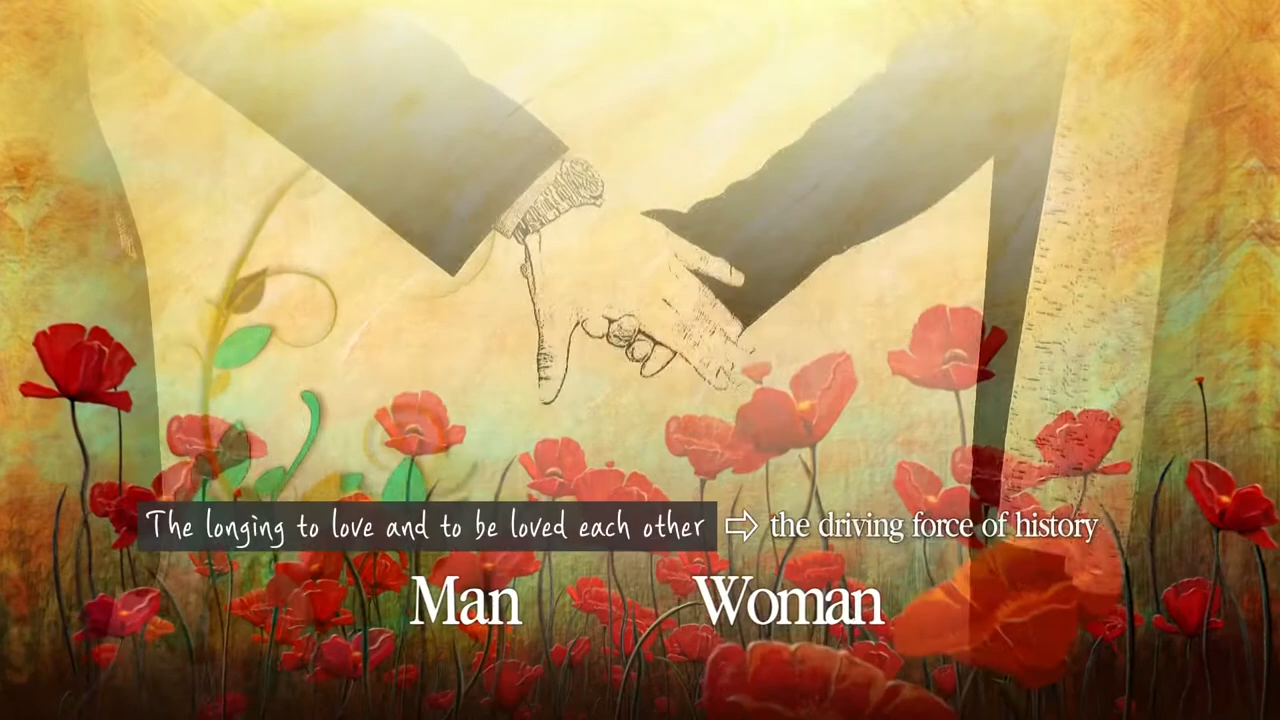 The longing to love and to be loved each other ⇨ the driving force of history
Man Woman